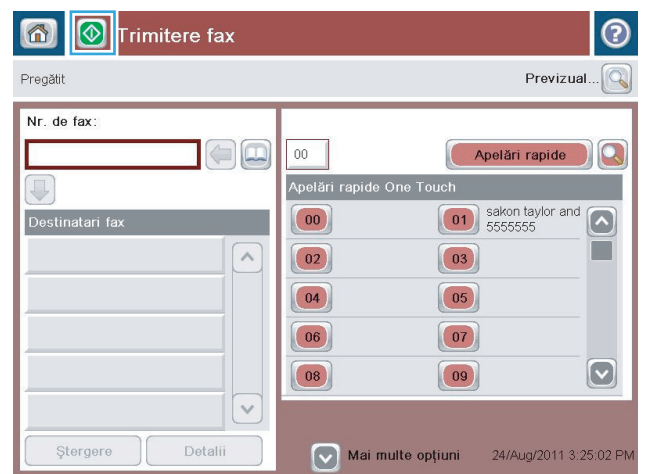 Trimitere fax
Pregătit
Previzual...
Nr. de fax:
00
Apelări rapide
Apelări rapide One Touch
Destinatari fax
00
01
sakon taylor and
5555555
02
03
04
05
06
07
08
09
Ştergere
Detalii
Mai multe opţiuni
24/Aug/2011 3:25:02 PM